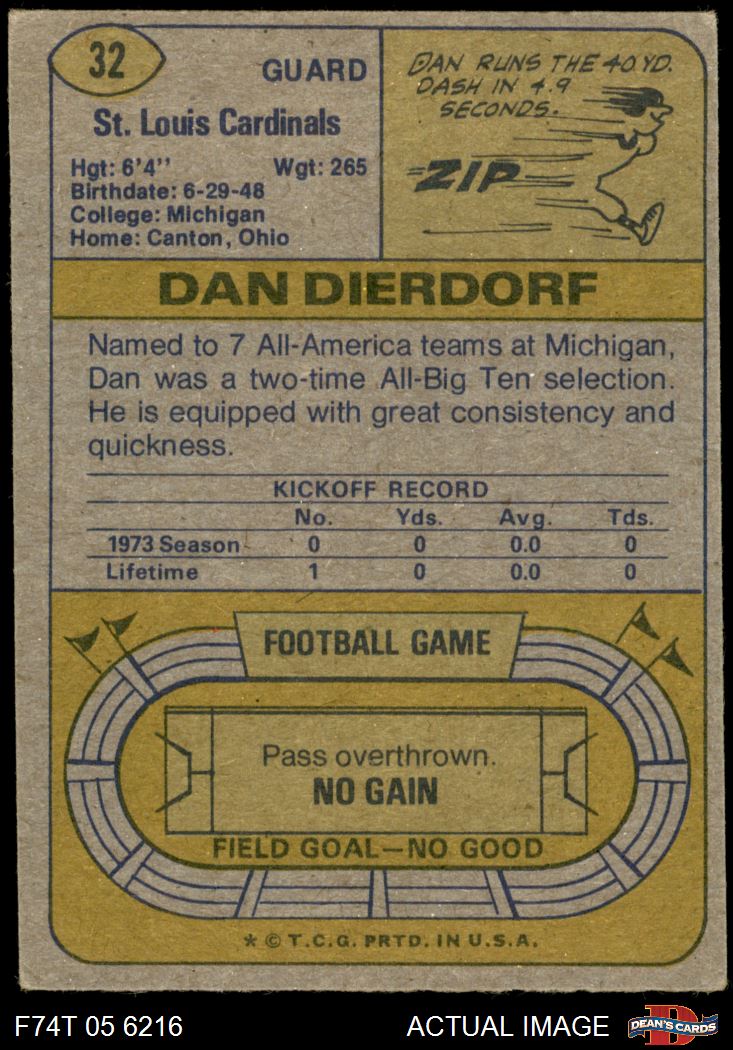 32
GUARD
St. Louis Cardinals
Hgt: 6'4'' Wgt: 265
Birthdate: 6-29-48
College: Michigan
Home: Canton, Ohio
DAN RUNS THE 40 YD.
DASH IN 4.9
SECONDS.
ZIP
DAN DIERDORF
Named to 7 All-America teams at Michigan,
Dan was a two-time All-Big Ten selection.
He is equipped with great consistency and
quickness.
KICKOFF RECORD
No. Yds. Avg. Tds.
1973 Season 0 0 0.0 0
Lifetime 1 0 0.0 0
FOOTBALL GAME
Pass overthrown.
NO GAIN
FIELD GOAL—NO GOOD
* © T.C.G. PRTD. IN U.S.A.
F74T 05 6216 ACTUAL IMAGE
D
DEAN'S CARDS